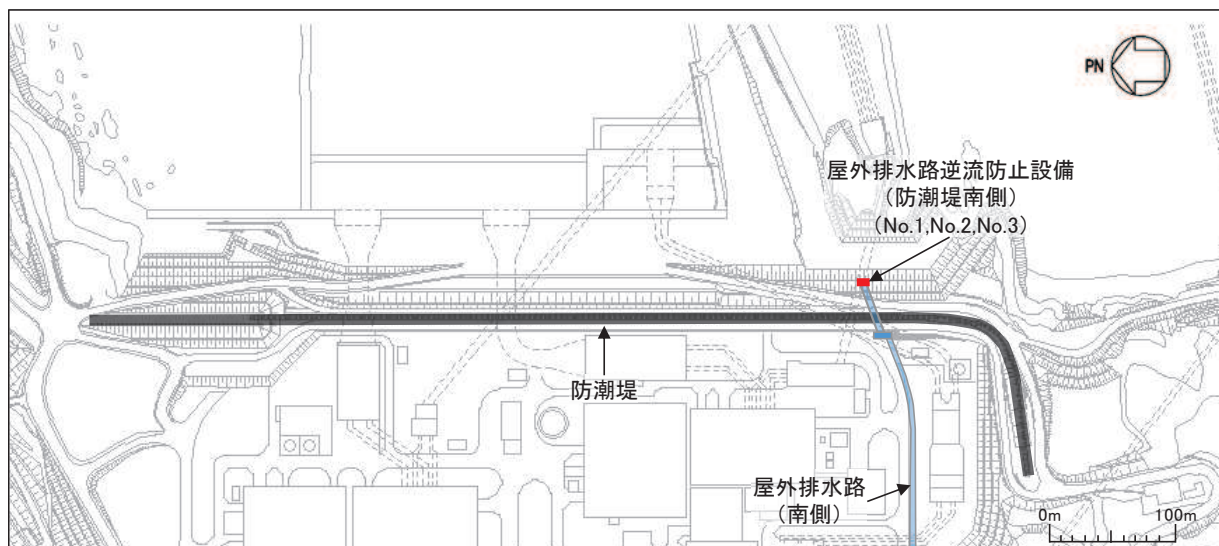 PN
屋外排水路逆流防止設備
（防潮堤南側）
（No.1,No.2,No.3）
防潮堤
屋外排水路
（南側）
0m
100m